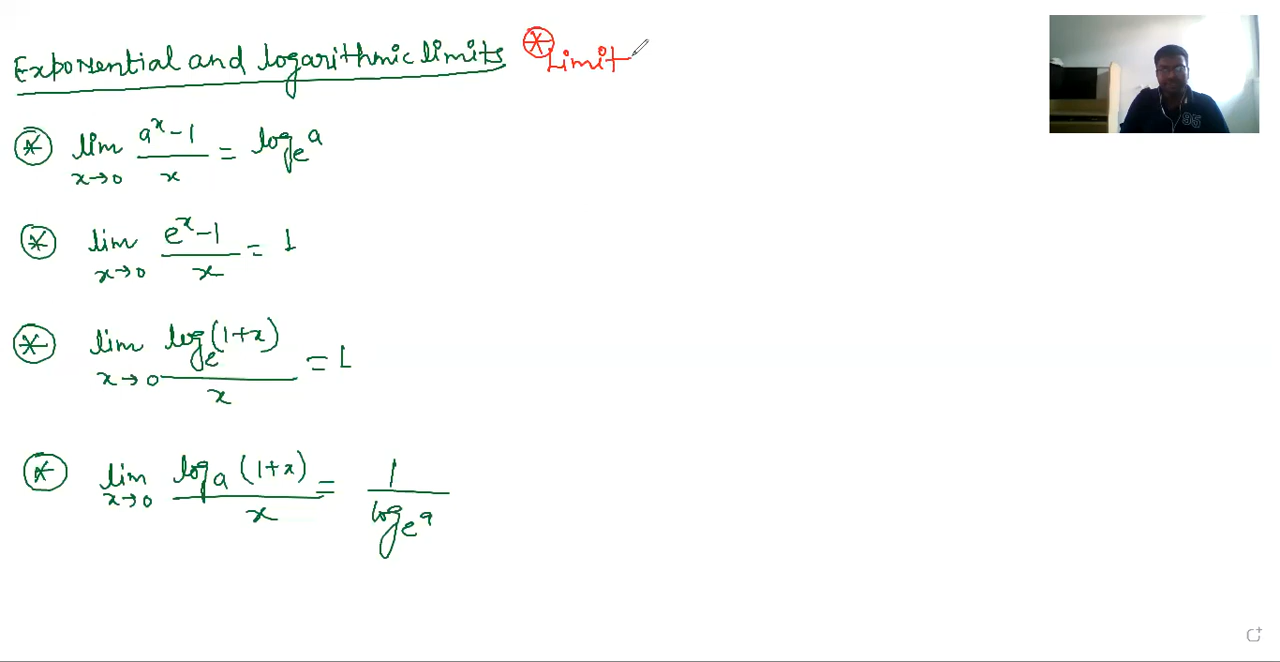 Exponential and logarithmic limits
* Limit
* lim x→0 (a^x − 1)/x = log_e a
* lim x→0 (e^x − 1)/x = 1
* lim x→0 log_e(1+x)/x = 1
* lim x→0 log_a(1+x)/x = 1/log_e a
95